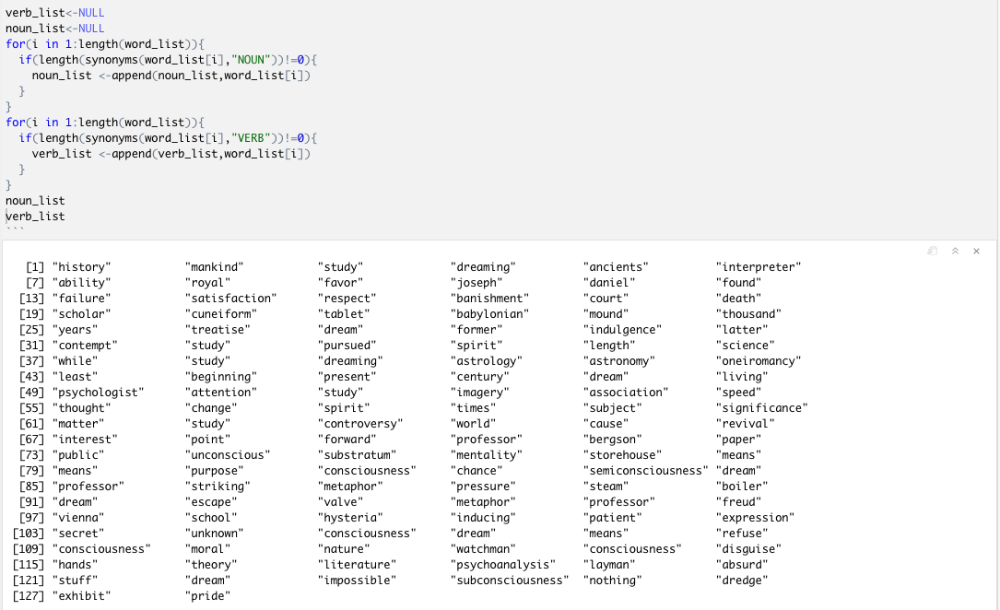 verb_list<-NULL
noun_list<-NULL
for(i in 1:length(word_list)){
  if(length(synonyms(word_list[i],"NOUN"))!=0){
    noun_list <-append(noun_list,word_list[i])
  }
}
for(i in 1:length(word_list)){
  if(length(synonyms(word_list[i],"VERB"))!=0){
    verb_list <-append(verb_list,word_list[i])
  }
}
noun_list
verb_list
```
[1] "history" "mankind" "study" "dreaming" "ancients" "interpreter"
[7] "ability" "royal" "favor" "joseph" "daniel" "found"
[13] "failure" "satisfaction" "respect" "banishment" "court" "death"
[19] "scholar" "cuneiform" "tablet" "babylonian" "mound" "thousand"
[25] "years" "treatise" "dream" "former" "indulgence" "latter"
[31] "contempt" "study" "pursued" "spirit" "length" "science"
[37] "while" "study" "dreaming" "astrology" "astronomy" "oneiromancy"
[43] "least" "beginning" "present" "century" "dream" "living"
[49] "psychologist" "attention" "study" "imagery" "association" "speed"
[55] "thought" "change" "spirit" "times" "subject" "significance"
[61] "matter" "study" "controversy" "world" "cause" "revival"
[67] "interest" "point" "forward" "professor" "bergson" "paper"
[73] "public" "unconscious" "substratum" "mentality" "storehouse" "means"
[79] "means" "purpose" "consciousness" "chance" "semiconsciousness" "dream"
[85] "professor" "striking" "metaphor" "pressure" "steam" "boiler"
[91] "dream" "escape" "valve" "metaphor" "professor" "freud"
[97] "vienna" "school" "hysteria" "inducing" "patient" "expression"
[103] "secret" "unknown" "consciousness" "dream" "means" "refuse"
[109] "consciousness" "moral" "nature" "watchman" "consciousness" "disguise"
[115] "hands" "theory" "literature" "psychoanalysis" "layman" "absurd"
[121] "stuff" "dream" "impossible" "subconsciousness" "nothing" "dredge"
[127] "exhibit" "pride"